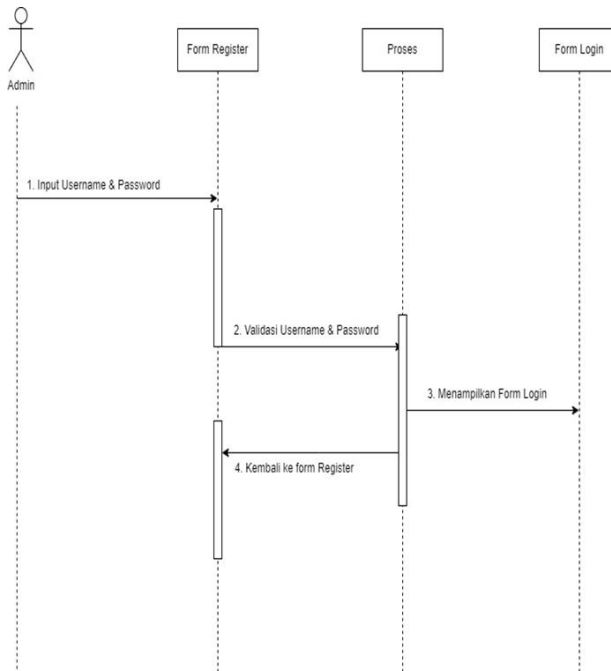 Form Register
Proses
Form Login
Admin
1. Input Username & Password
2. Validasi Username & Password
3. Menampilkan Form Login
4. Kembali ke form Register